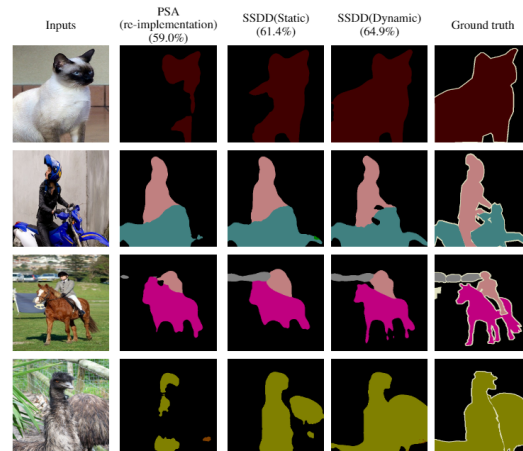 Inputs
PSA
(re-implementation)
(59.0%)
SSDD(Static)
(61.4%)
SSDD(Dynamic)
(64.9%)
Ground truth